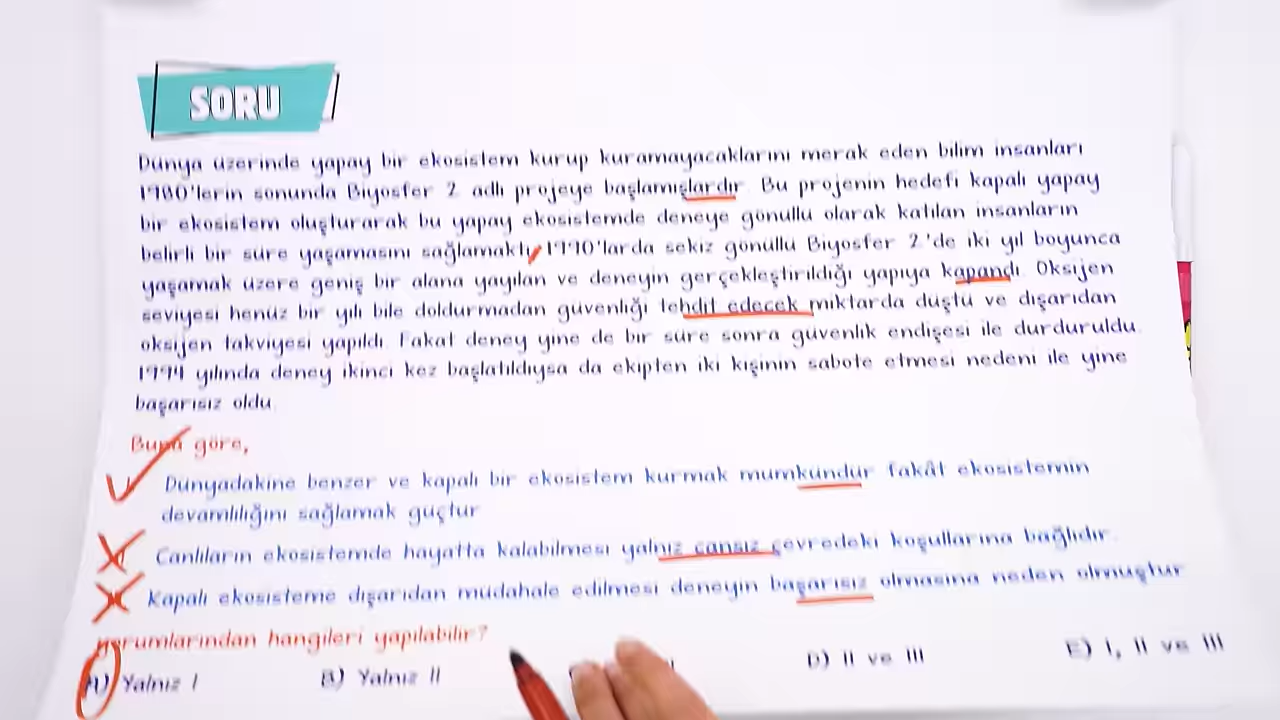 SORU
Dünya üzerinde yapay bir ekosistem kurup kuramayacaklarını merak eden bilim insanları
1980'lerin sonunda Biyosfer 2 adlı projeye başlamışlardır. Bu projenin hedefi kapalı yapay
bir ekosistem oluşturarak bu yapay ekosistemde deneye gönüllü olarak katılan insanların
belirli bir süre yaşamasını sağlamaktı. 1990'larda sekiz gönüllü Biyosfer 2'de iki yıl boyunca
yaşamak üzere geniş bir alana yayılan ve deneyin gerçekleştirildiği yapıya kapandı. Oksijen
seviyesi henüz bir yılı bile doldurmadan güvenliği tehdit edecek miktarda düştü ve dışarıdan
oksijen takviyesi yapıldı. Fakat deney yine de bir süre sonra güvenlik endişesi ile durduruldu.
1994 yılında deney ikinci kez başlatıldıysa da ekipten iki kişinin sabote etmesi nedeni ile yine
başarısız oldu.
Buna göre,
Dünyadakine benzer ve kapalı bir ekosistem kurmak mümkündür fakât ekosistemin
devamlılığını sağlamak güçtür
Canlıların ekosistemde hayatta kalabilmesi yalnız cansız çevredeki koşullarına bağlıdır.
Kapalı ekosisteme dışarıdan müdahale edilmesi deneyin başarısız olmasına neden olmuştur
yorumlarından hangileri yapılabilir?
A) Yalnız I
B) Yalnız II
D) II ve III
E) I, II ve III